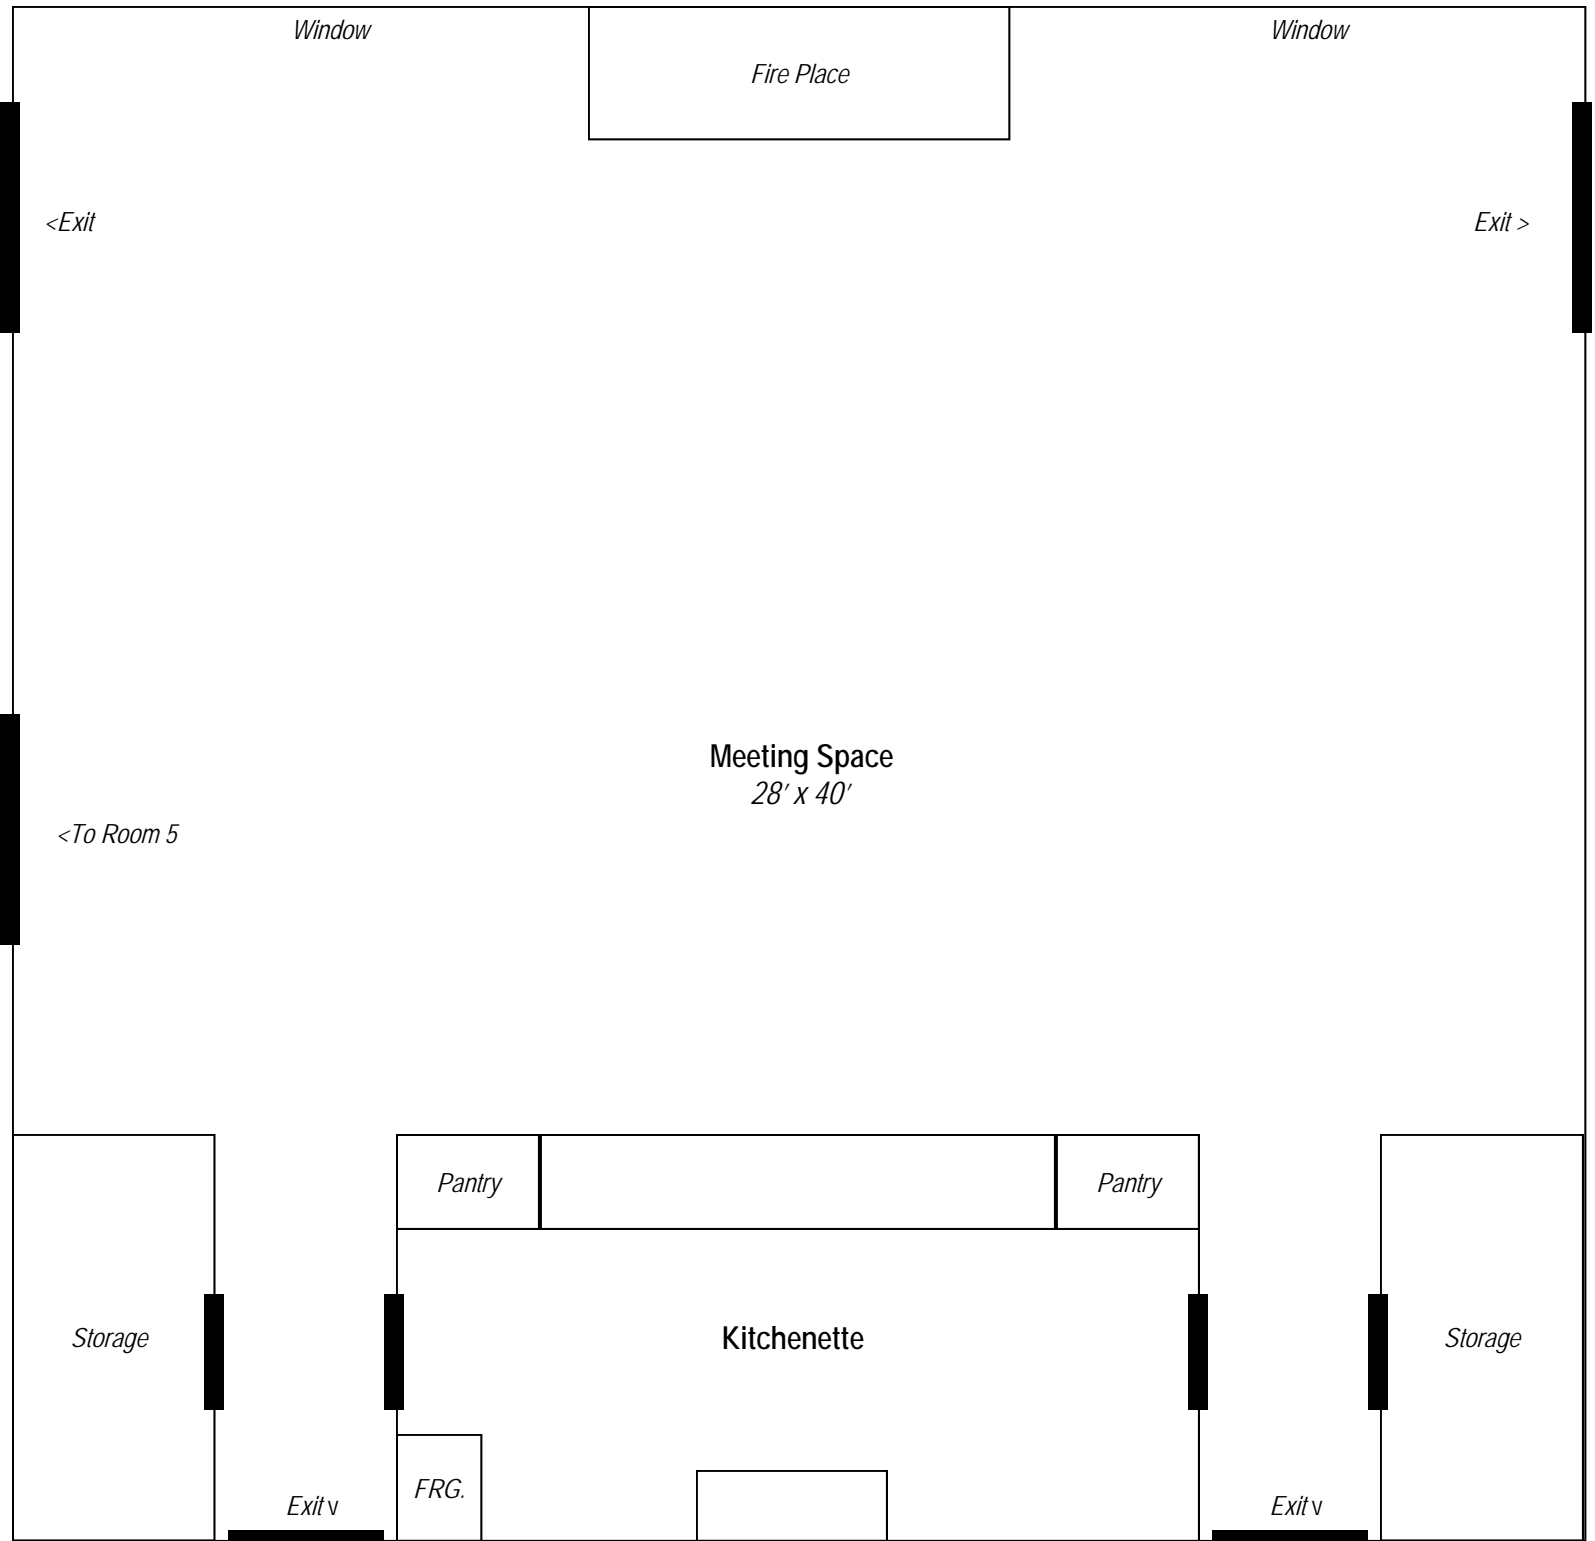 Window
Window
Fire Place
<Exit
Exit >
Meeting Space
28' x 40'
<To Room 5
Pantry
Pantry
Storage
Kitchenette
Storage
FRG.
Exit v
Exit v